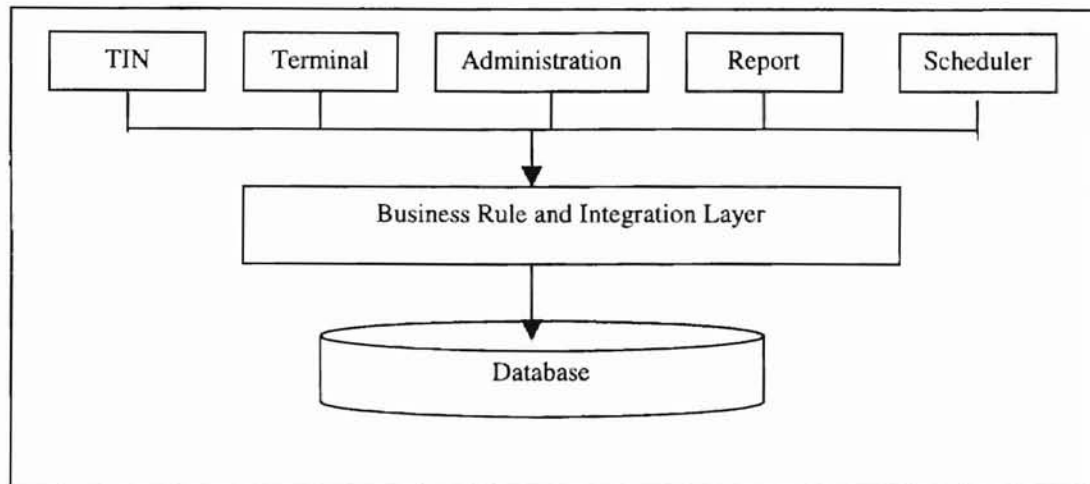 TIN
Terminal
Administration
Report
Scheduler
Business Rule and Integration Layer
Database